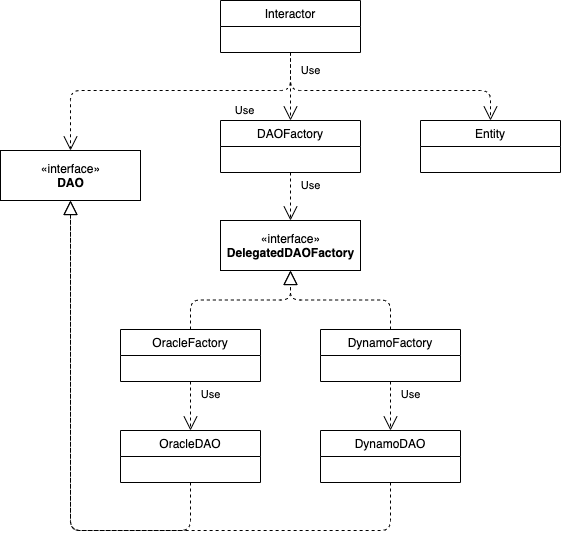 Interactor
Use
Use
DAOFactory
Entity
«interface»
DAO
Use
«interface»
DelegatedDAOFactory
OracleFactory
DynamoFactory
Use
Use
OracleDAO
DynamoDAO